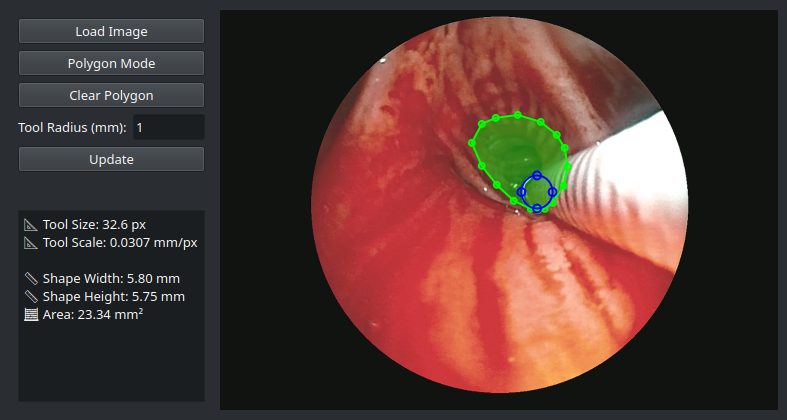 Load Image
Polygon Mode
Clear Polygon
Tool Radius (mm): 1
Update
Tool Size: 32.6 px
Tool Scale: 0.0307 mm/px
Shape Width: 5.80 mm
Shape Height: 5.75 mm
Area: 23.34 mm²